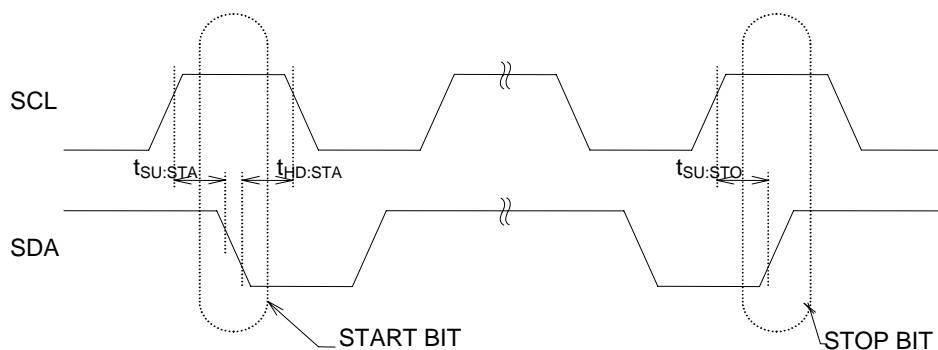 SCL
tSU:STA tHD:STA tSU:STO
SDA
START BIT STOP BIT